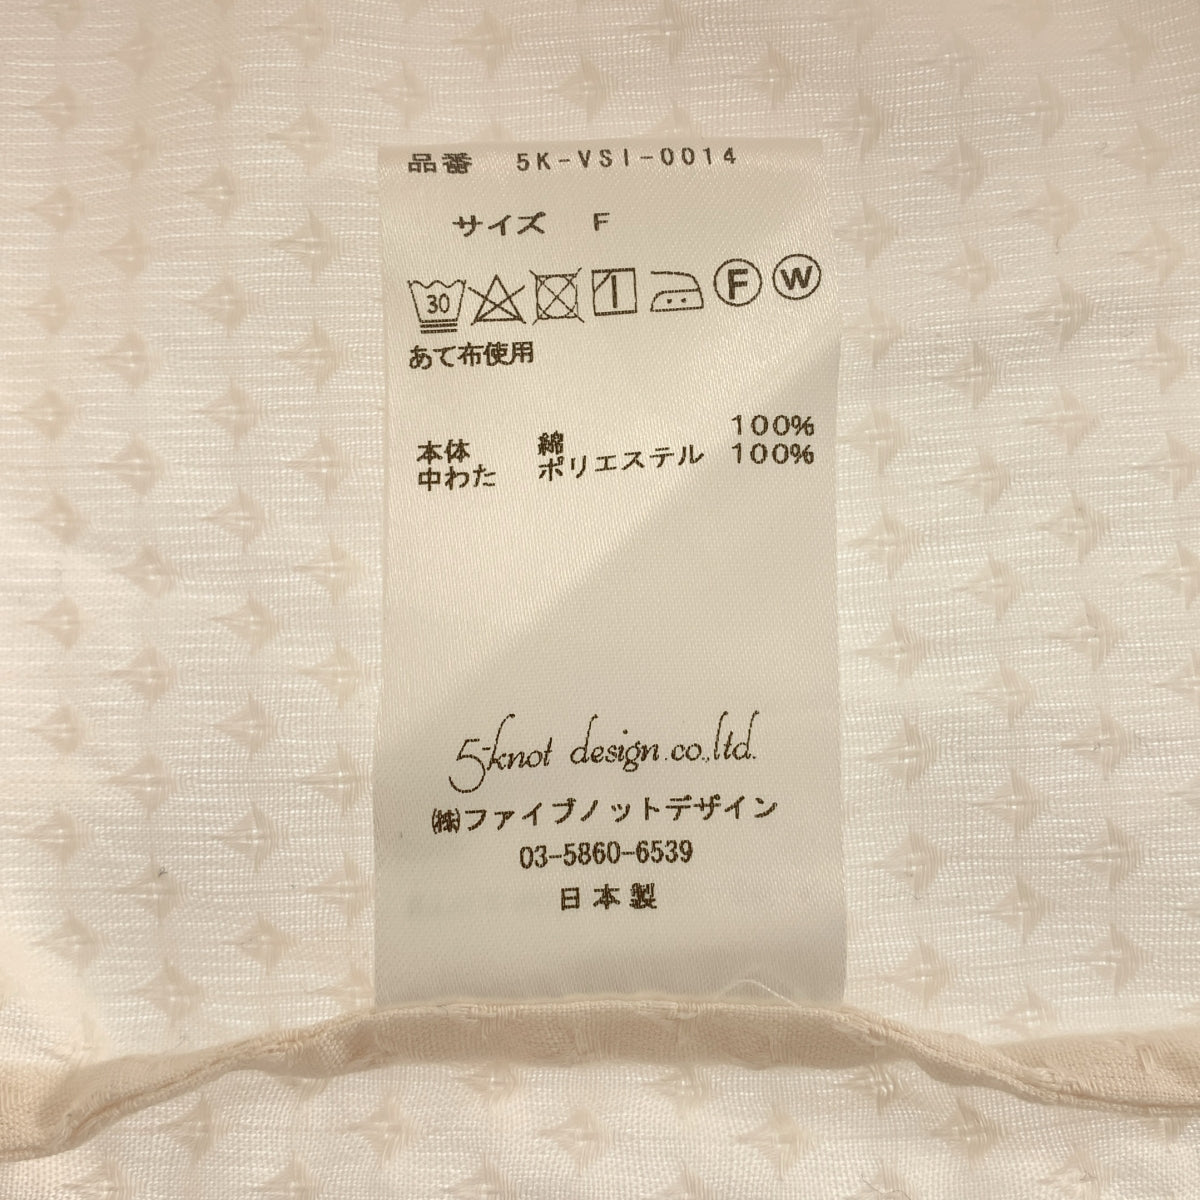 品番 5K-VSI-0014
サイズ F
30 F W
あて布使用
本体 綿 100%
中わた ポリエステル 100%
5-knot design.co.,ltd.
㈱ファイブノットデザイン
03-5860-6539
日本製